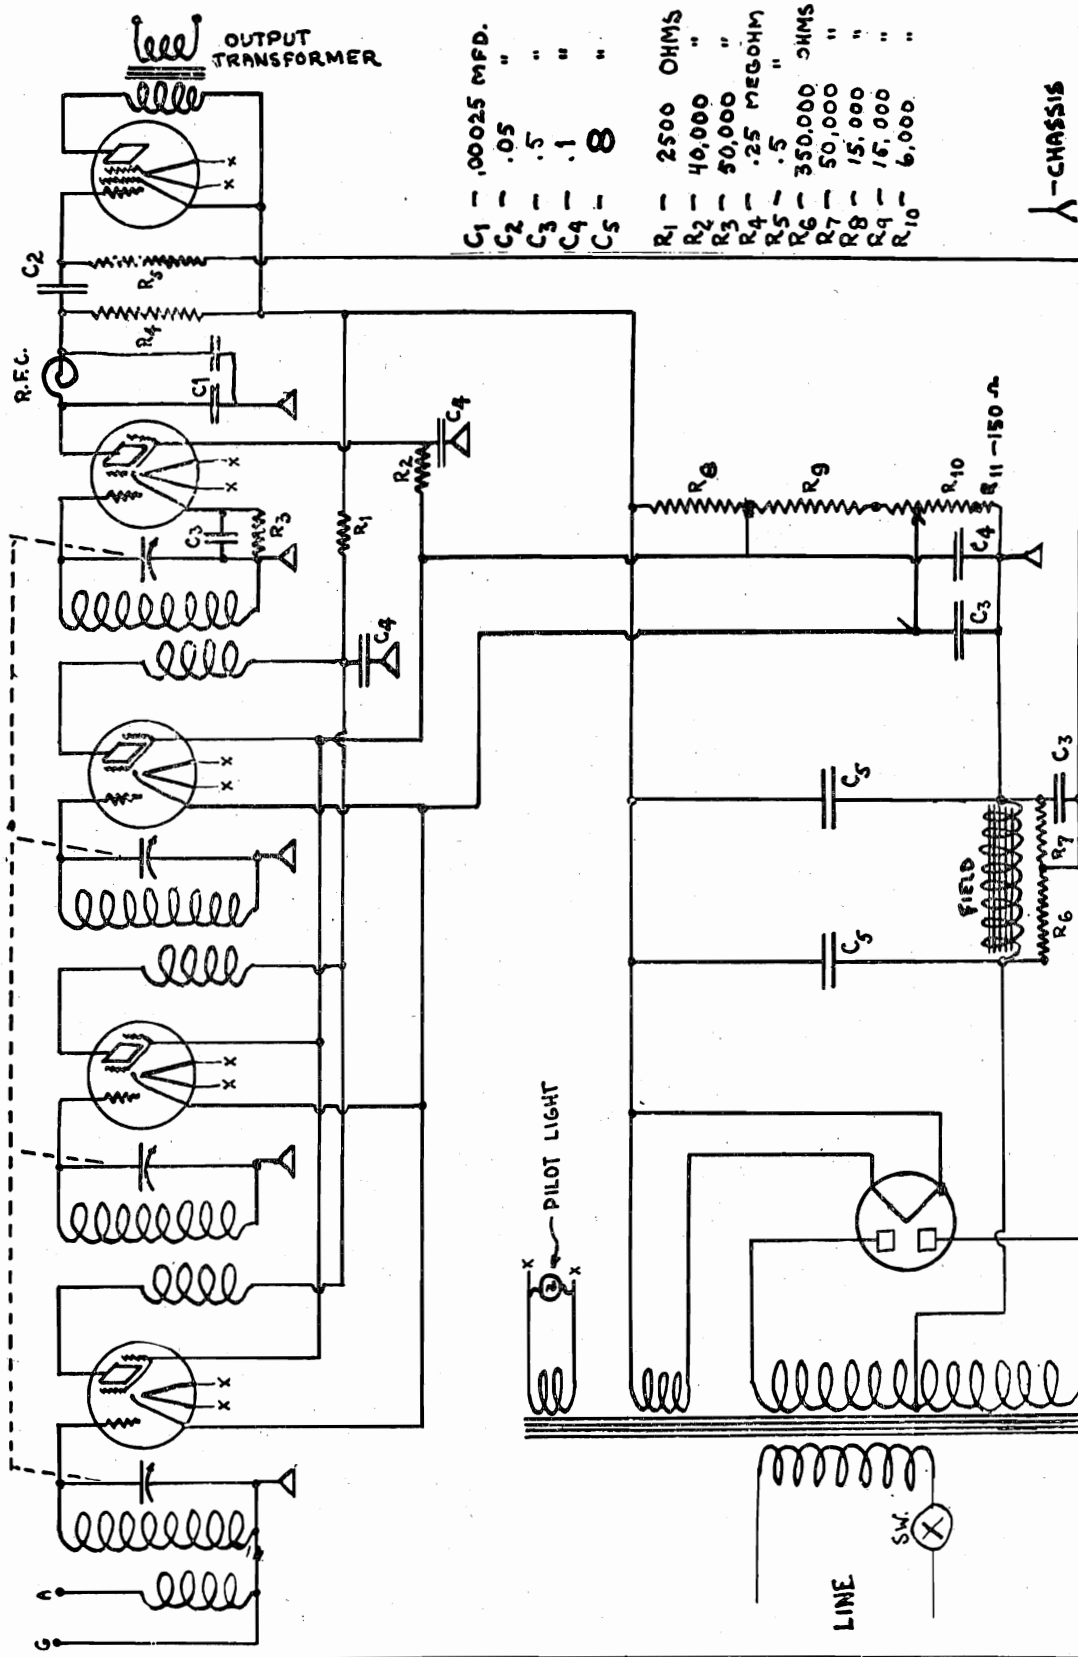 OUTPUT
TRANSFORMER
C1 - .00025 MFD.
C2 - .05 "
C3 - .5 "
C4 - .1 "
C5 - 8 "
R1 - 2500 OHMS
R2 - 40,000 "
R3 - 50,000 "
R4 - .25 MEGOHM
R5 - .5 "
R6 - 350,000 OHMS
R7 - 50,000 "
R8 - 15,000 "
R9 - 15,000 "
R10 - 6,000 "
- CHASSIS
R.F.C.
C2
R5
R4
C1
C3
R3
R1
R2
C4
C4
X
X
X
X
X
X
X
X
X
X
A
G
R8
R9
R10
R11 - 150 Ω
C4
C3
C5
C5
FIELD
R6
R7
C3
PILOT LIGHT
X
X
LINE
SW.